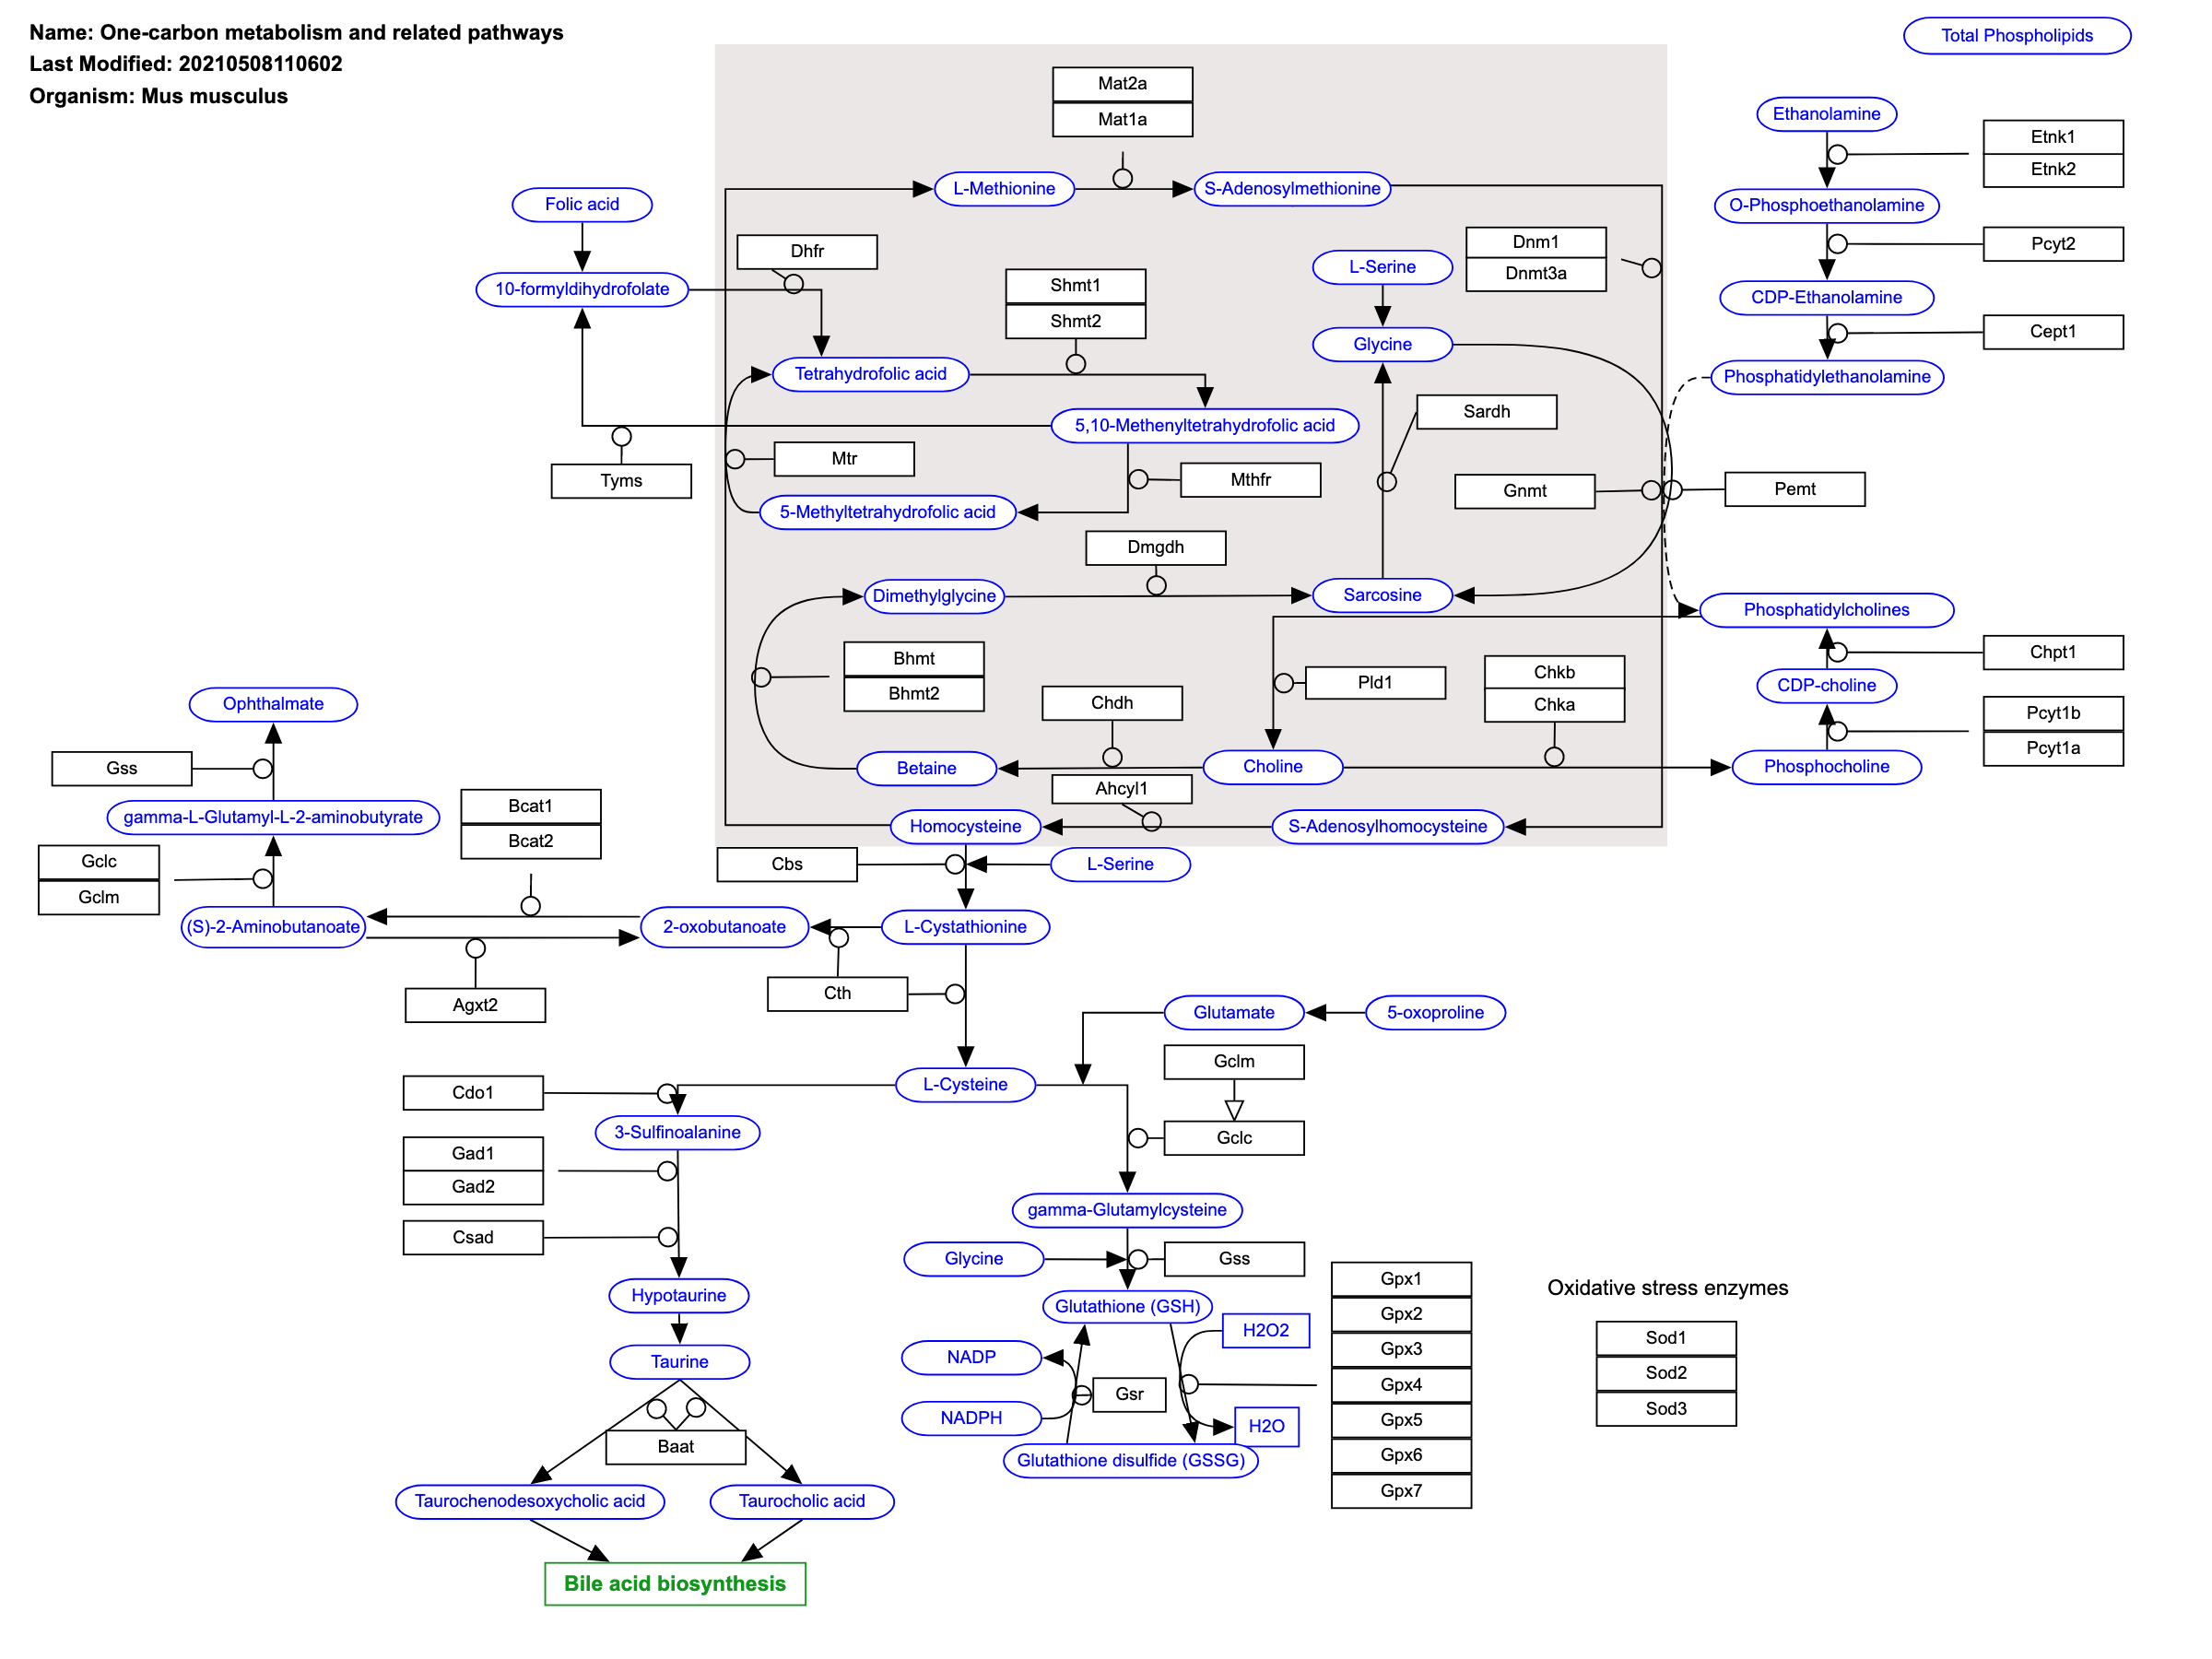 Name: One-carbon metabolism and related pathways
Last Modified: 20210508110602
Organism: Mus musculus
Total Phospholipids
Mat2a
Mat1a
Ethanolamine
Etnk1
Etnk2
L-Methionine
S-Adenosylmethionine
Folic acid
O-Phosphoethanolamine
Dhfr
Dnm1
Dnmt3a
Pcyt2
L-Serine
10-formyldihydrofolate
Shmt1
Shmt2
CDP-Ethanolamine
Cept1
Glycine
Tetrahydrofolic acid
Phosphatidylethanolamine
Sardh
5,10-Methenyltetrahydrofolic acid
Mtr
Tyms
Mthfr
Gnmt
Pemt
5-Methyltetrahydrofolic acid
Dmgdh
Dimethylglycine
Sarcosine
Phosphatidylcholines
Bhmt
Bhmt2
Pld1
Chkb
Chka
Chpt1
CDP-choline
Ophthalmate
Chdh
Pcyt1b
Pcyt1a
Gss
Betaine
Choline
Phosphocholine
Ahcyl1
Bcat1
Bcat2
gamma-L-Glutamyl-L-2-aminobutyrate
Homocysteine
S-Adenosylhomocysteine
Gclc
Gclm
Cbs
L-Serine
(S)-2-Aminobutanoate
2-oxobutanoate
L-Cystathionine
Agxt2
Cth
Glutamate
5-oxoproline
Gclm
Cdo1
L-Cysteine
3-Sulfinoalanine
Gclc
Gad1
Gad2
Csad
gamma-Glutamylcysteine
Glycine
Gss
Hypotaurine
Glutathione (GSH)
Gpx1
Gpx2
Gpx3
Gpx4
Gpx5
Gpx6
Gpx7
Oxidative stress enzymes
Sod1
Sod2
Sod3
H2O2
Taurine
NADP
Gsr
NADPH
H2O
Baat
Glutathione disulfide (GSSG)
Taurochenodesoxycholic acid
Taurocholic acid
Bile acid biosynthesis